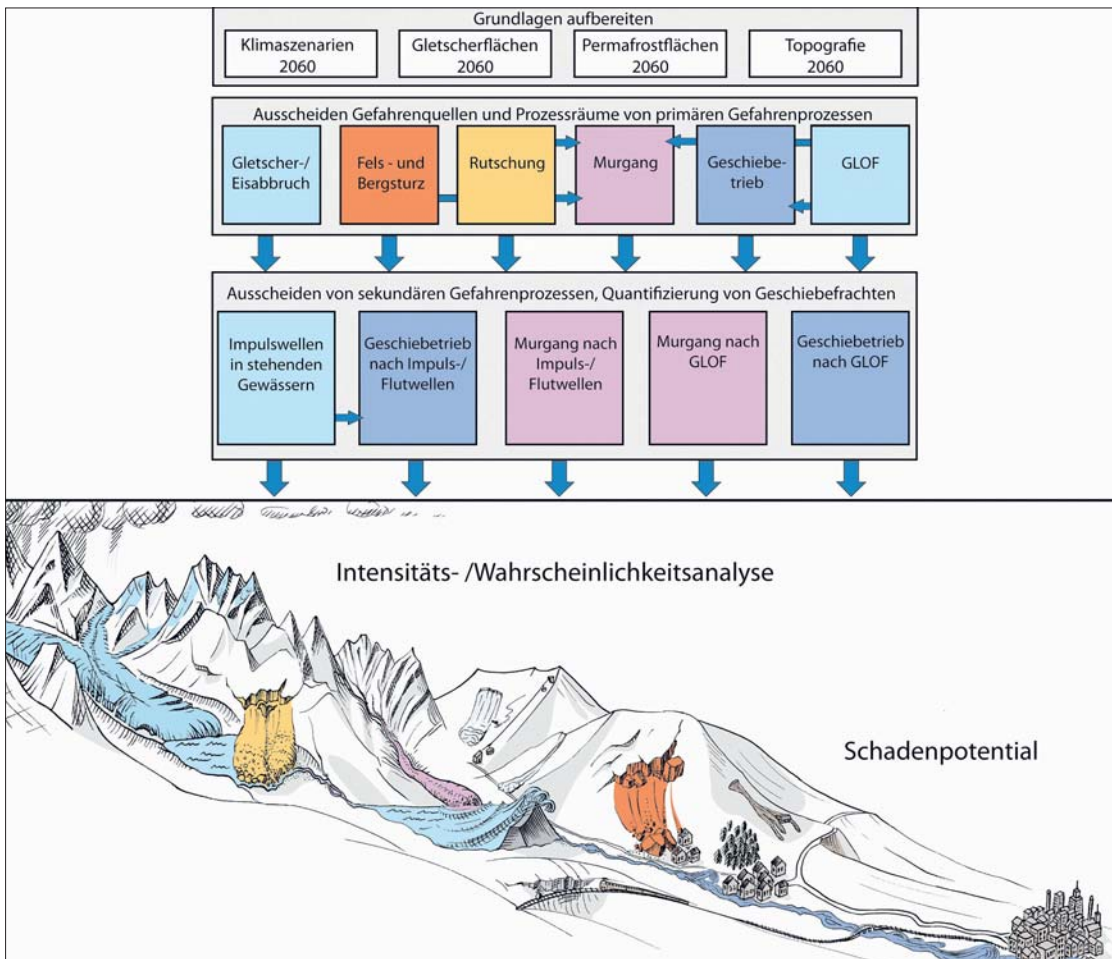 Grundlagen aufbereiten
Klimaszenarien
2060
Gletscherflächen
2060
Permafrostflächen
2060
Topografie
2060
Ausscheiden Gefahrenquellen und Prozessräume von primären Gefahrenprozessen
Gletscher-/
Eisabbruch
Fels - und
Bergsturz
Rutschung
Murgang
Geschiebe-
trieb
GLOF
Ausscheiden von sekundären Gefahrenprozessen, Quantifizierung von Geschiebefrachten
Impulswellen
in stehenden
Gewässern
Geschiebetrieb
nach Impuls-/
Flutwellen
Murgang nach
Impuls-/
Flutwellen
Murgang nach
GLOF
Geschiebetrieb
nach GLOF
Intensitäts- /Wahrscheinlichkeitsanalyse
Schadenpotential